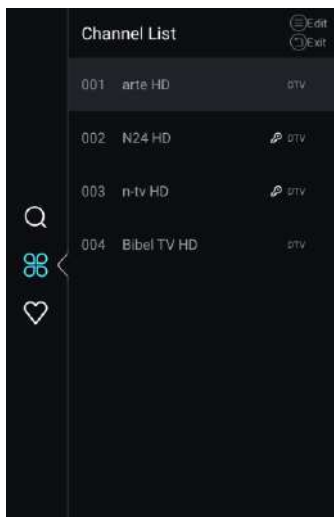 Channel List
Edit
Exit
001 arte HD DTV
002 N24 HD DTV
003 n-tv HD DTV
004 Bibel TV HD DTV